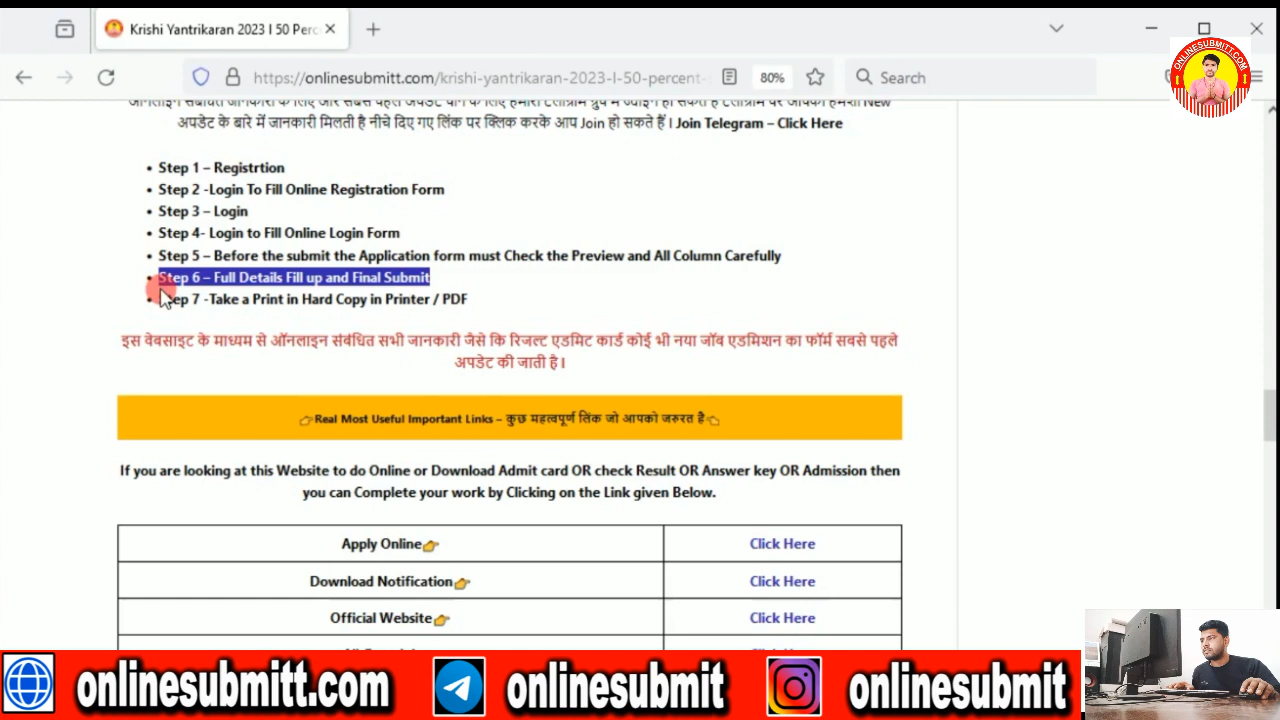 Krishi Yantrikaran 2023 I 50 Perc
https://onlinesubmitt.com/krishi-yantrikaran-2023-I-50-percent-
80%
Search
ONLINESUBMITT.COM
New
अपडेट के बारे में जानकारी मिलती है नीचे दिए गए लिंक पर क्लिक करके आप Join हो सकते हैं। Join Telegram – Click Here
• Step 1 – Registrtion
• Step 2 -Login To Fill Online Registration Form
• Step 3 – Login
• Step 4- Login to Fill Online Login Form
• Step 5 – Before the submit the Application form must Check the Preview and All Column Carefully
• Step 6 – Full Details Fill up and Final Submit
• Step 7 -Take a Print in Hard Copy in Printer / PDF
इस वेबसाइट के माध्यम से ऑनलाइन संबंधित सभी जानकारी जैसे कि रिजल्ट एडमिट कार्ड कोई भी नया जॉब एडमिशन का फॉर्म सबसे पहले
अपडेट की जाती है।
👉Real Most Useful Important Links – कुछ महत्वपूर्ण लिंक जो आपको जरुरत है👈
If you are looking at this Website to do Online or Download Admit card OR check Result OR Answer key OR Admission then
you can Complete your work by Clicking on the Link given Below.
Apply Online👉 Click Here
Download Notification👉 Click Here
Official Website👉 Click Here
onlinesubmitt.com onlinesubmit onlinesubmit